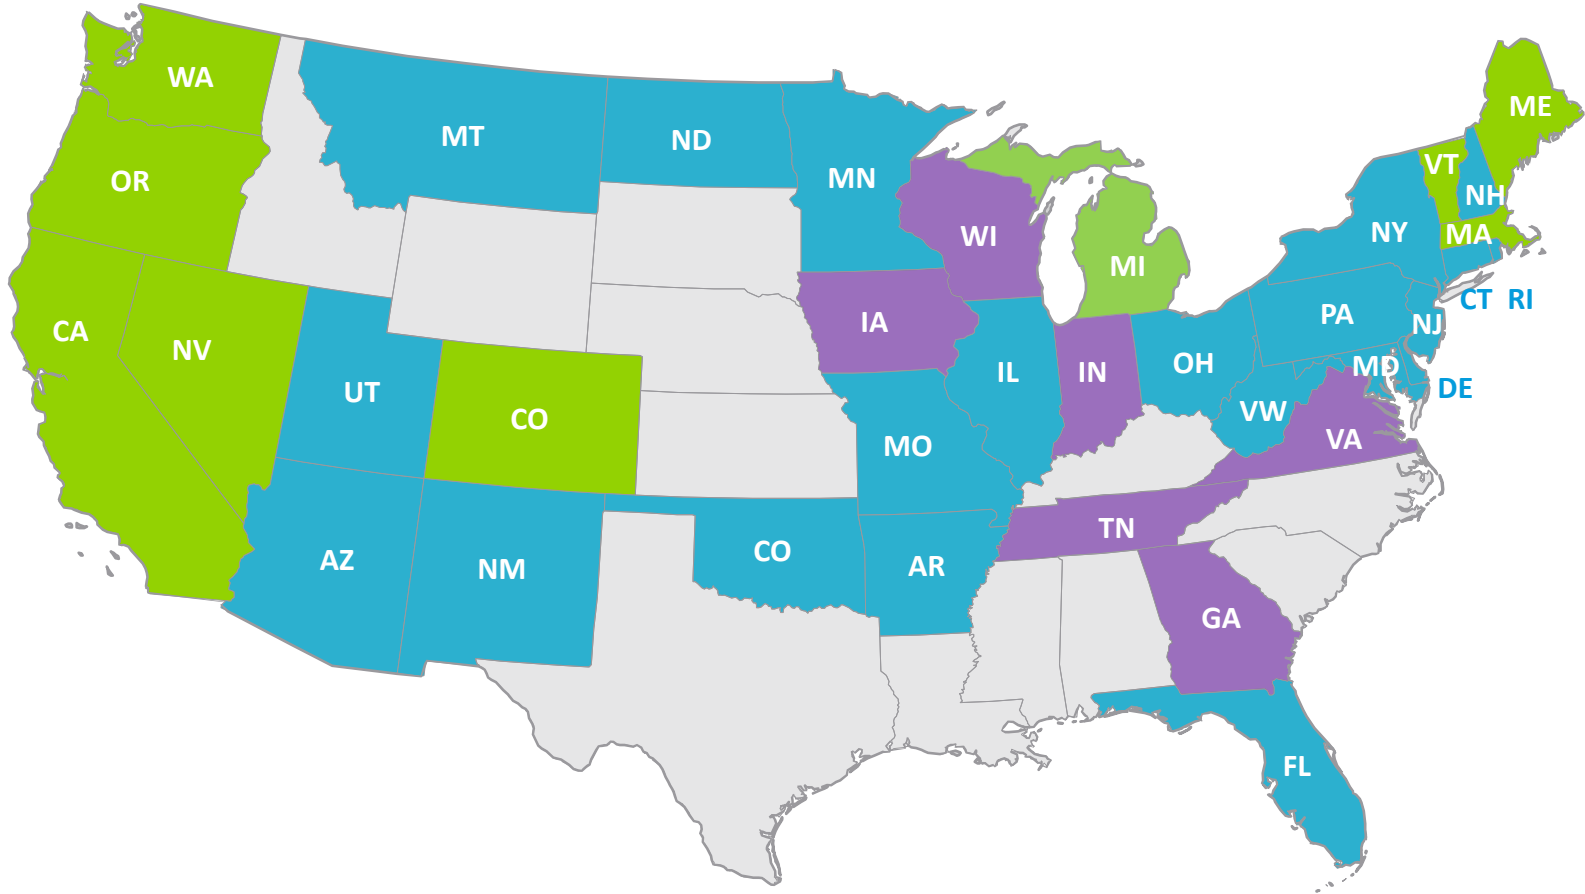 WA
MT
ND
ME
OR
MN
VT
NH
WI
NY
MA
MI
CT RI
CA
NV
IA
PA
NJ
UT
CO
IL
IN
OH
MD
DE
VW
MO
VA
AZ
NM
CO
AR
TN
GA
FL